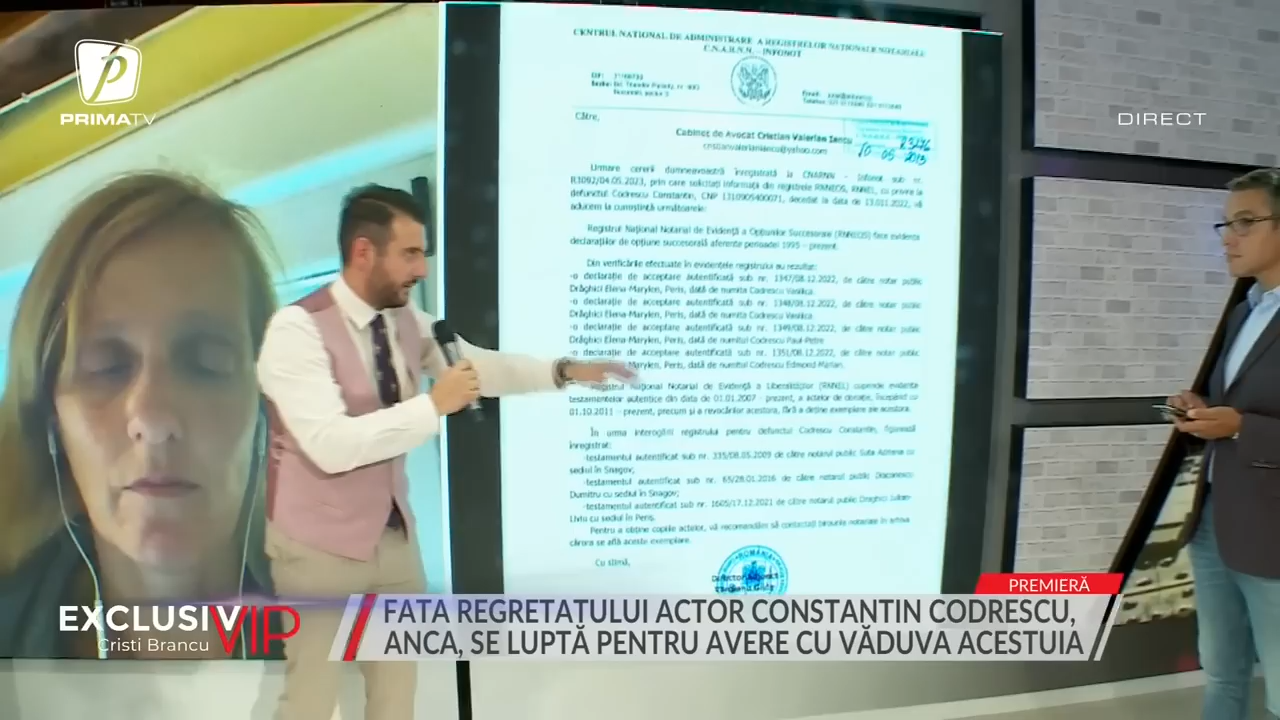 PRIMATV
DIRECT
CENTRUL NATIONAL DE ADMINISTRARE A REGISTRELOR NATIONALE NOTARIALE
C.N.A.R.N.N. – INFONOT
Către,
Cabinet de Avocat Cristian Valerian Iancu
cristianvalerianiancu@yahoo.com
10 05
Urmare cererii dumneavoastră înregistrată la CNARNN - Infonot sub nr.
R3092/04.05.2023, prin care solicitați informații din registrele RNNEOS, RNNEL, cu privire la
defunctul Codrescu Constantin, CNP 1310905400071, decedat la data de 13.011.2022, vă
aducem la cunoștință următoarele:
Registrul Național Notarial de Evidență a Opțiunilor Succesorale (RNNEOS) face evidența
declarațiilor de opțiune succesorală aferente perioadei 1995 – prezent.
Din verificările efectuate în evidențele registrului au rezultat:
-o declarație de acceptare autentificată sub nr. 1347/08.12.2022, de către notar public
Drăghici Elena-Marylen, Peris, dată de numita Codrescu Vasilica.
-o declarație de acceptare autentificată sub nr. 1348/08.12.2022, de către notar public
Drăghici Elena-Marylen, Peris, dată de numita Codrescu Vasilica.
-o declarație de acceptare autentificată sub nr. 1349/08.12.2022, de către notar public
Drăghici Elena-Marylen, Peris, dată de numitul Codrescu Paul-Petre
-o declarație de acceptare autentificată sub nr. 1351/08.12.2022, de către notar public
Marylen, Peris, dată de numitul Codrescu Edmond Marian.
Registrul Național Notarial de Evidență a Liberalităților (RNNEL) cuprinde evidența
testamentelor autentice din data de 01.01.2007 – prezent, a actelor de donație, începând cu
01.10.2011 – prezent, precum și a revocărilor acestora, fără a deține exemplare ale acestora.
În urma interogării registrului pentru defunctul Codrescu Constantin, figurează
înregistrat:
-testamentul autentificat sub nr. 335/08.05.2009 de către notarul public Suta Adriana cu
sediul în Snagov;
-testamentul autentificat sub nr. 65/28.01.2016 de către notarul public Diaconescu
Dumitru cu sediul în Snagov;
-testamentul autentificat sub nr. 1605/17.12.2021 de către notarul public Draghici Iulian-
Liviu cu sediul în Peris.
Pentru a obține copiile actelor, vă recomandăm să contactați birourile notariale în arhiva
cărora se află aceste exemplare.
Cu stimă,
ROMÂNIA
PREMIERĂ
EXCLUSIV VIP
Cristi Brancu
FATA REGRETATULUI ACTOR CONSTANTIN CODRESCU,
ANCA, SE LUPTĂ PENTRU AVERE CU VĂDUVA ACESTUIA